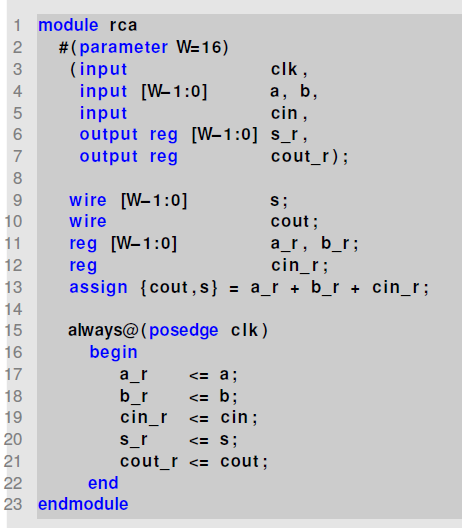 1 module rca
2 #(parameter W=16)
3 (input clk,
4 input [W-1:0] a, b,
5 input cin,
6 output reg [W-1:0] s_r,
7 output reg cout_r);
8
9 wire [W-1:0] s;
10 wire cout;
11 reg [W-1:0] a_r, b_r;
12 reg cin_r;
13 assign {cout,s} = a_r + b_r + cin_r;
14
15 always@(posedge clk)
16 begin
17 a_r <= a;
18 b_r <= b;
19 cin_r <= cin;
20 s_r <= s;
21 cout_r <= cout;
22 end
23 endmodule